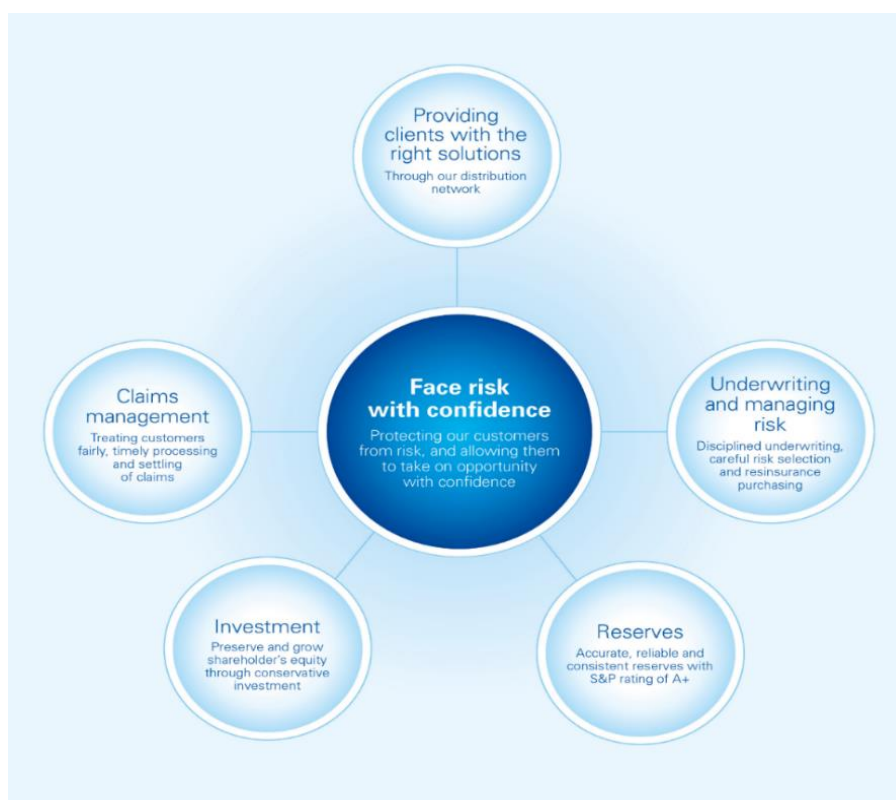 Providing
clients with the
right solutions
Through our distribution
network
Face risk
with confidence
Protecting our customers
from risk, and allowing them
to take on opportunity
with confidence
Claims
management
Treating customers
fairly, timely processing
and settling
of claims
Underwriting
and managing
risk
Disciplined underwriting,
careful risk selection
and resinsurance
purchasing
Investment
Preserve and grow
shareholder's equity
through conservative
investment
Reserves
Accurate, reliable and
consistent reserves with
S&P rating of A+